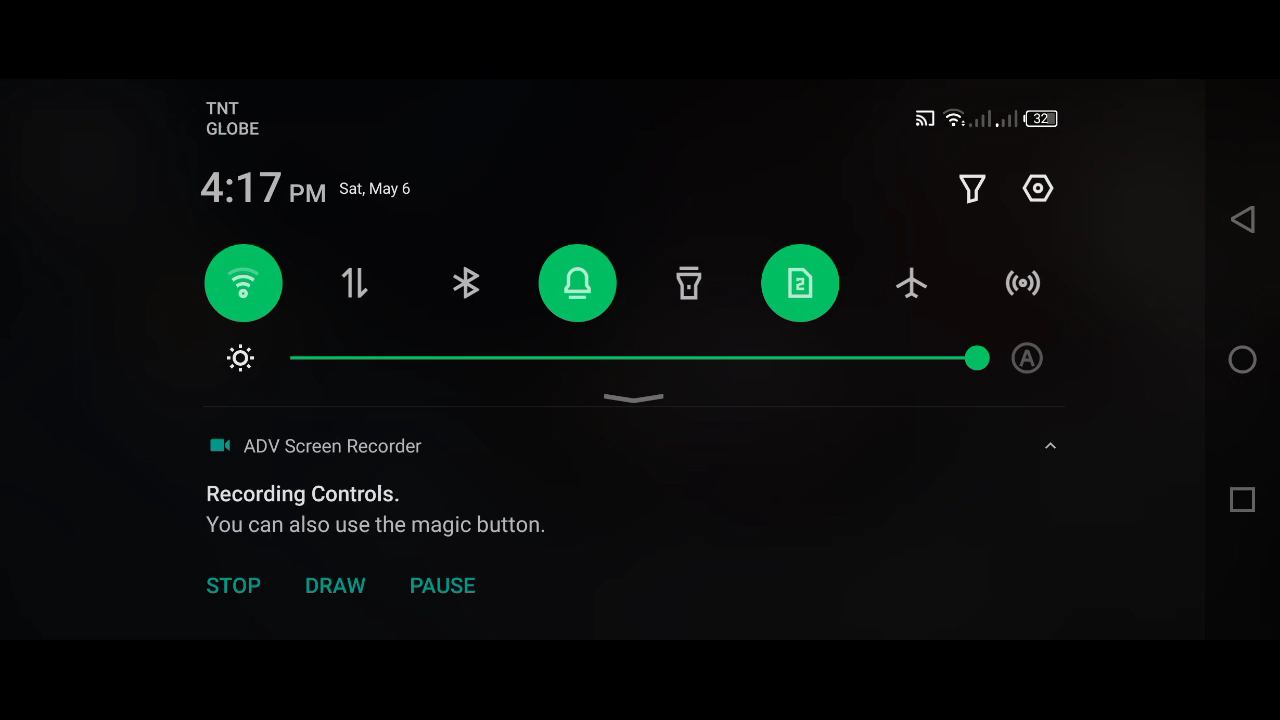 TNT
GLOBE
32
4:17 PM Sat, May 6
2
A
ADV Screen Recorder
Recording Controls.
You can also use the magic button.
STOP DRAW PAUSE